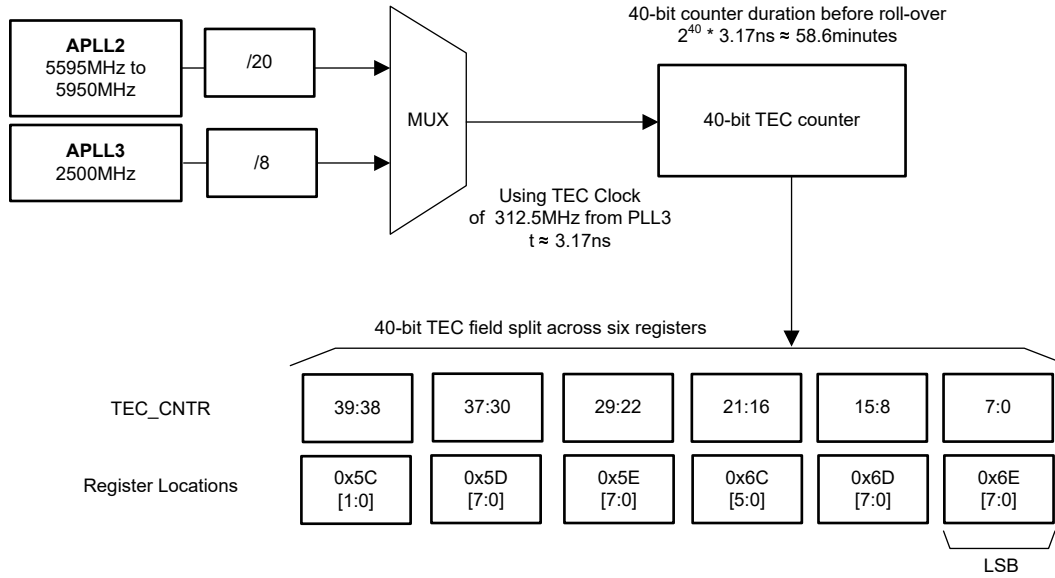 APLL2
5595MHz to
5950MHz
/20
APLL3
2500MHz
/8
MUX
Using TEC Clock
of 312.5MHz from PLL3
t ≈ 3.17ns
40-bit counter duration before roll-over
2^40 * 3.17ns ≈ 58.6minutes
40-bit TEC counter
40-bit TEC field split across six registers
TEC_CNTR
39:38
37:30
29:22
21:16
15:8
7:0
Register Locations
0x5C
[1:0]
0x5D
[7:0]
0x5E
[7:0]
0x6C
[5:0]
0x6D
[7:0]
0x6E
[7:0]
LSB